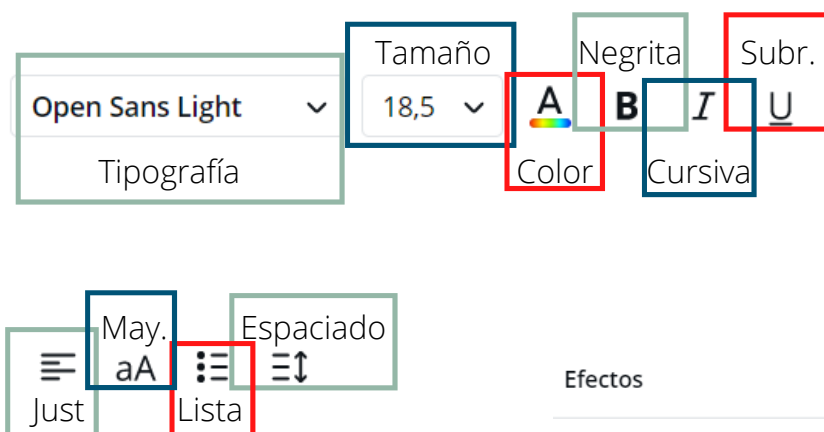 Tamaño Negrita Subr.
Open Sans Light 18,5 A B I U
Tipografía Color Cursiva
May. Espaciado
aA
Efectos
Just Lista